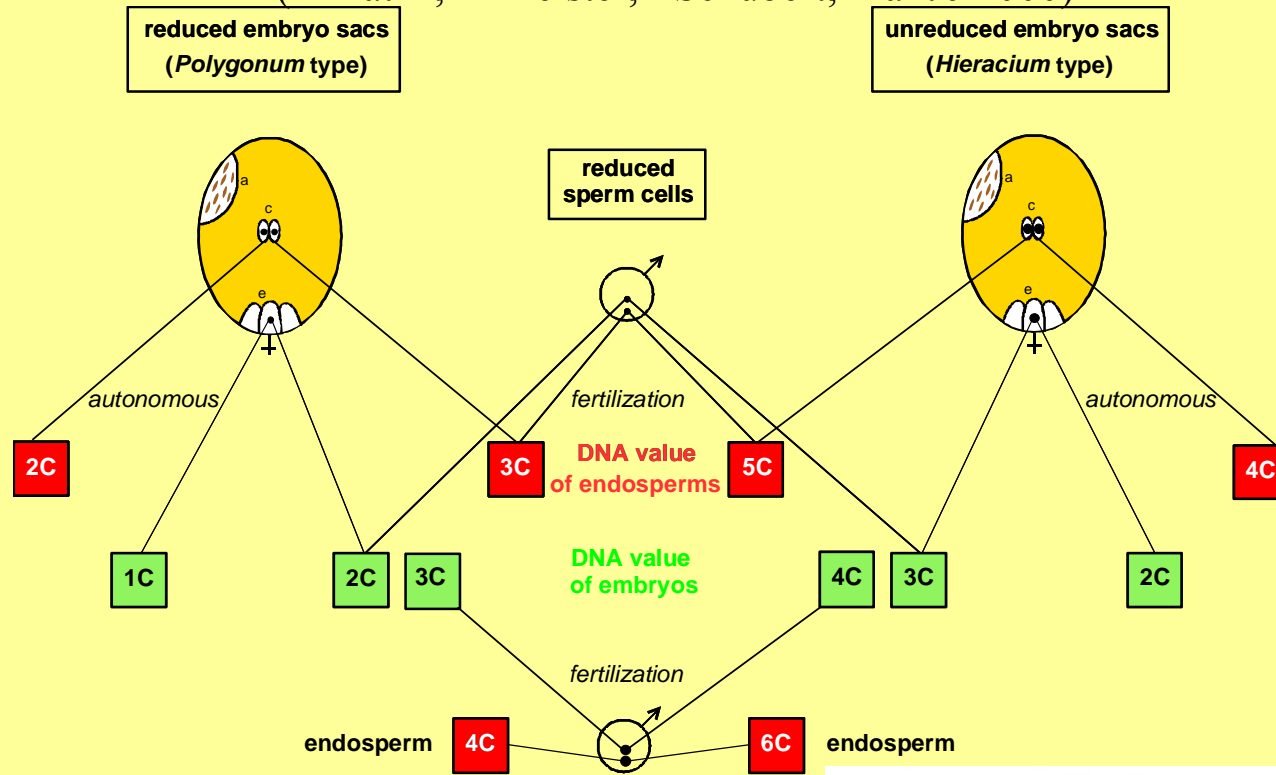 reduced embryo sacs
(Polygonum type)
unreduced embryo sacs
(Hieracium type)
reduced
sperm cells
a
c
e
a
c
e
autonomous
fertilization
autonomous
2C
3C
DNA value
of endosperms
5C
4C
1C
2C
3C
DNA value
of embryos
4C
3C
2C
fertilization
endosperm
4C
6C
endosperm